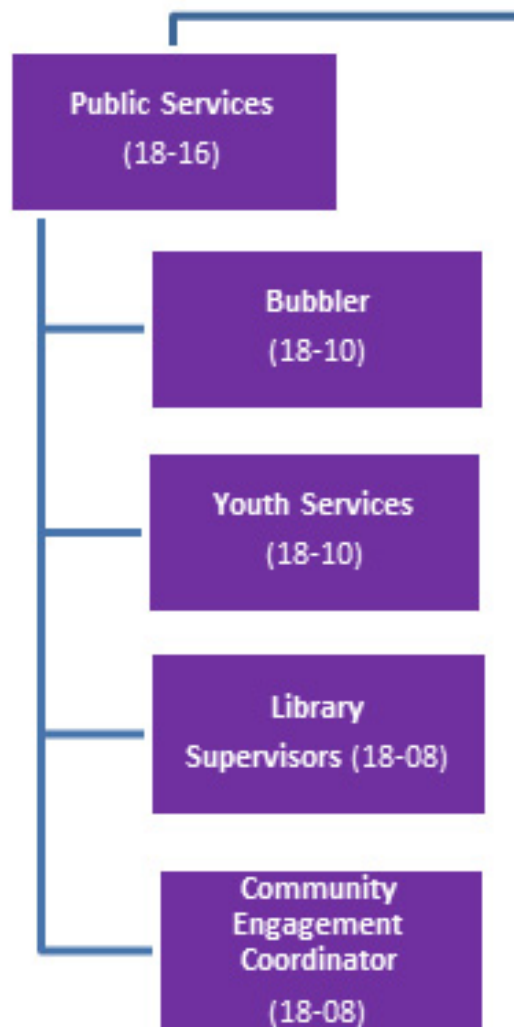 Public Services
(18-16)
Bubbler
(18-10)
Youth Services
(18-10)
Library
Supervisors (18-08)
Community
Engagement
Coordinator
(18-08)